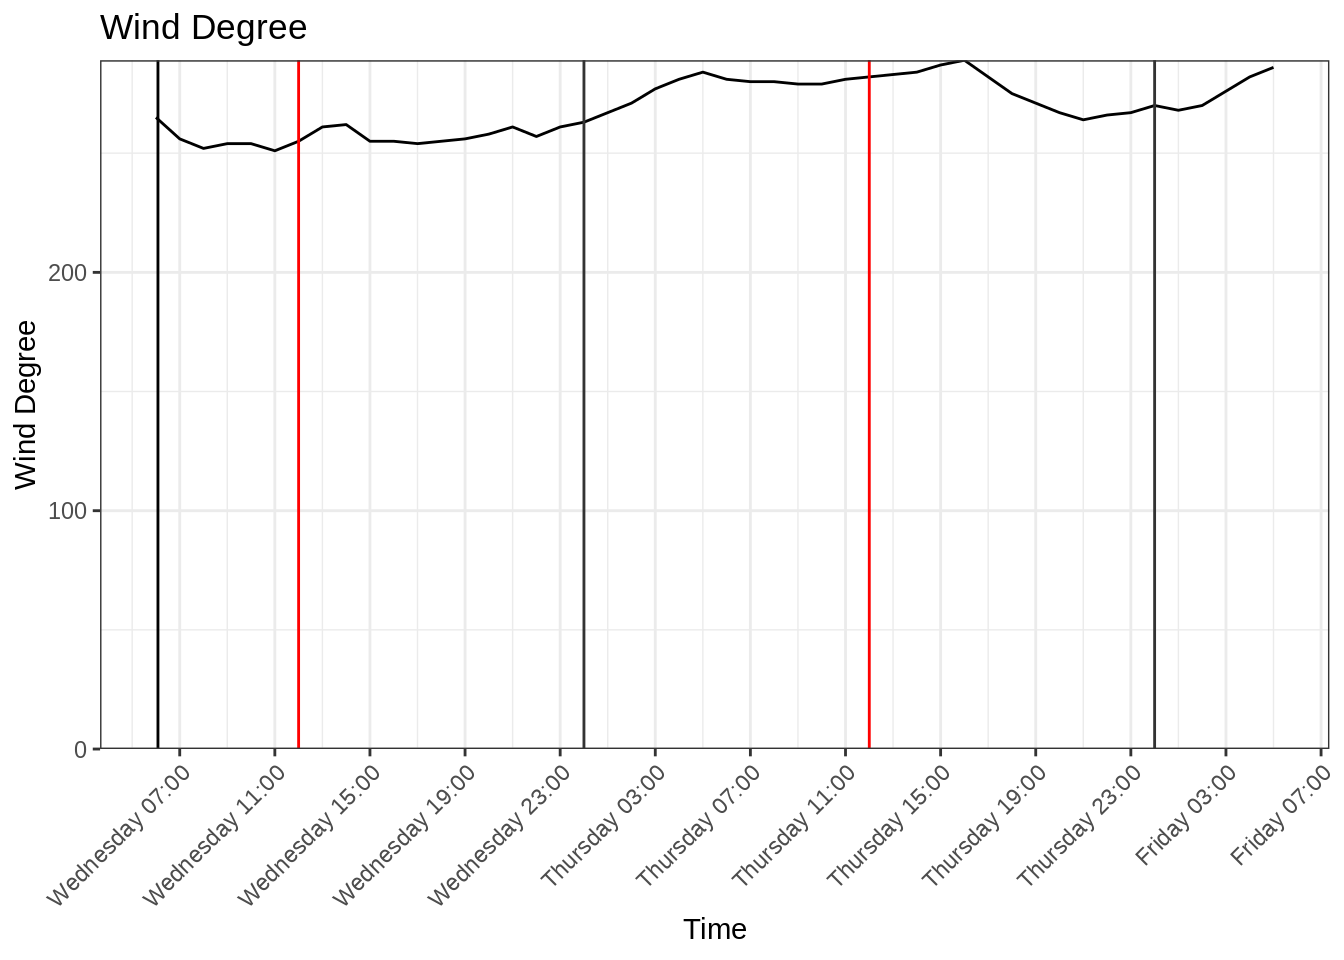 Wind Degree
Wind Degree
200
100
0
Wednesday 07:00
Wednesday 11:00
Wednesday 15:00
Wednesday 19:00
Wednesday 23:00
Thursday 03:00
Thursday 07:00
Thursday 11:00
Thursday 15:00
Thursday 19:00
Thursday 23:00
Friday 03:00
Friday 07:00
Time